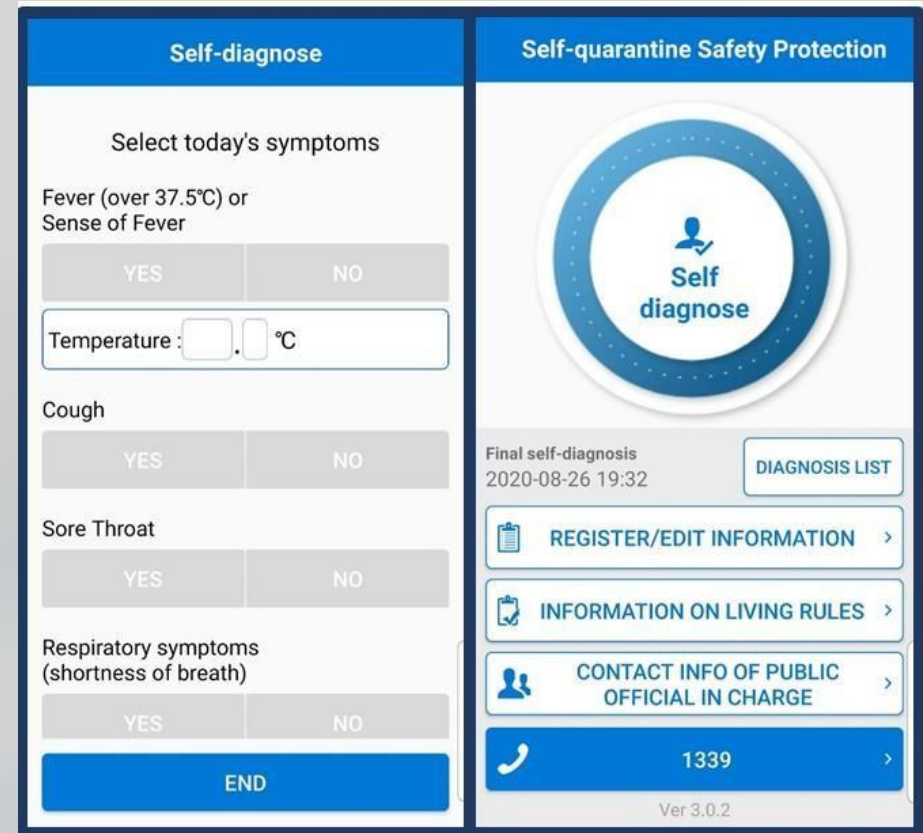 Self-diagnose
Select today's symptoms
Fever (over 37.5℃) or
Sense of Fever
YES NO
Temperature : . ℃
Cough
YES NO
Sore Throat
YES NO
Respiratory symptoms
(shortness of breath)
YES NO
END
Self-quarantine Safety Protection
Self
diagnose
Final self-diagnosis
2020-08-26 19:32
DIAGNOSIS LIST
REGISTER/EDIT INFORMATION
INFORMATION ON LIVING RULES
CONTACT INFO OF PUBLIC
OFFICIAL IN CHARGE
1339
Ver 3.0.2